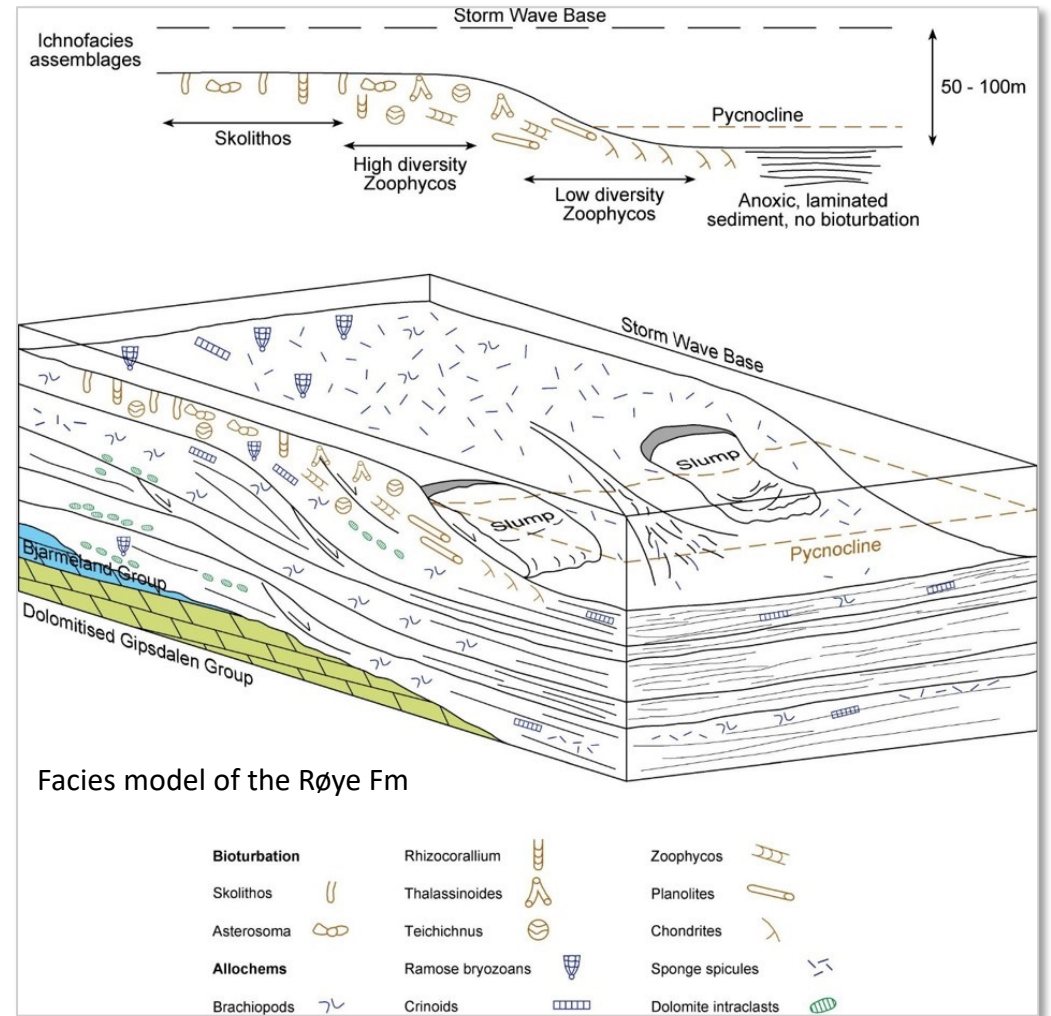 Storm Wave Base
Ichnofacies
assemblages
50 - 100m
Pycnocline
Skolithos
High diversity
Zoophycos
Low diversity
Zoophycos
Anoxic, laminated
sediment, no bioturbation
Storm Wave Base
Slump
Slump
Pycnocline
Bjarmeland Group
Dolomitised Gipsdalen Group
Facies model of the Røye Fm
Bioturbation Rhizocorallium Zoophycos
Skolithos Thalassinoides Planolites
Asterosoma Teichichnus Chondrites
Allochems Ramose bryozoans Sponge spicules
Brachiopods Crinoids Dolomite intraclasts